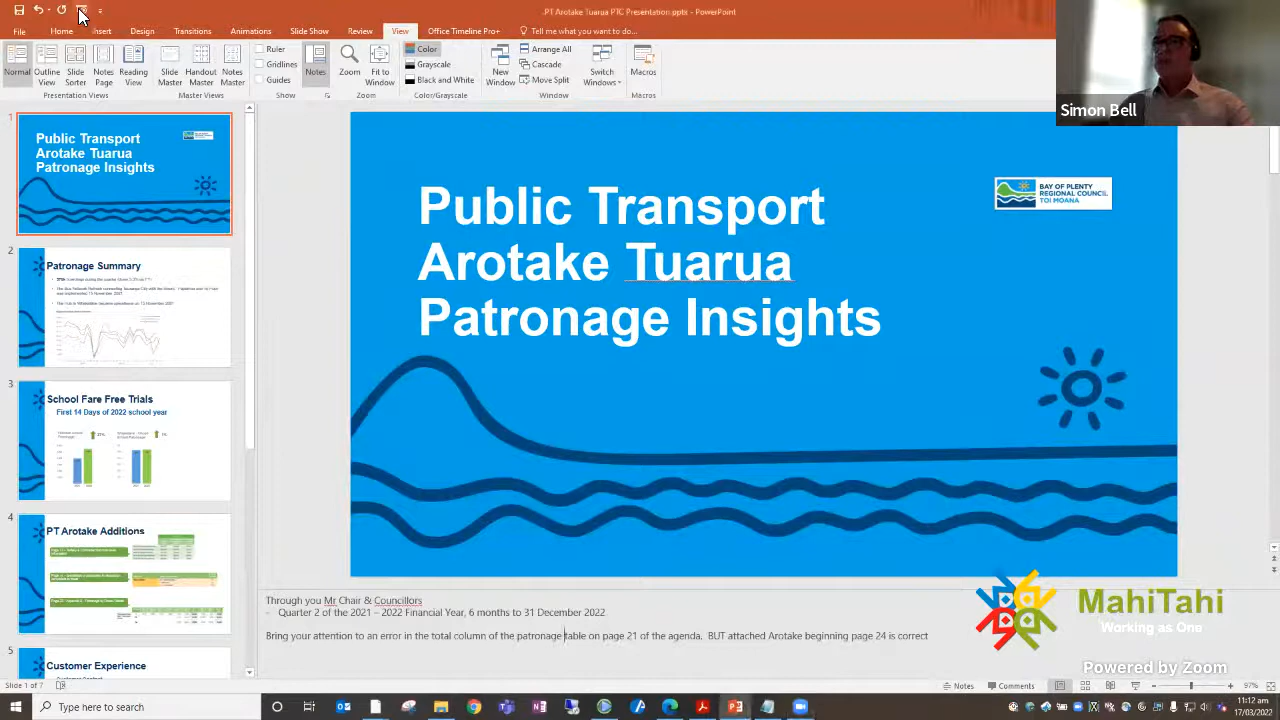 PT Arotake Tuarua PTC Presentation.pptx - PowerPoint
File Home Insert Design Transitions Animations Slide Show Review View Office Timeline Pro+ Tell me what you want to do...
Normal Outline View Slide Sorter Notes Page Reading View
Presentation Views
Slide Master Handout Master Notes Master
Master Views
Ruler
Gridlines
Guides
Show
Notes
Zoom Fit to Window
Zoom
Color
Grayscale
Black and White
Color/Grayscale
New Window
Arrange All
Cascade
Move Split
Switch Windows
Window
Macros
Macros
Simon Bell
1
Public Transport
Arotake Tuarua
Patronage Insights
2
Patronage Summary
3
School Fare Free Trials
First 14 Days of 2022 school year
4
PT Arotake Additions
5
Customer Experience
Public Transport
Arotake Tuarua
Patronage Insights
BAY OF PLENTY
REGIONAL COUNCIL
TOI MOANA
Through you Mr Chair & Councillors
- Quarter 2 of the 2021 – 2022 Financial Year, 6 months to 31 December 2022
Bring your attention to an error in the total column of the patronage table on page 21 of the agenda. BUT attached Arotake beginning page 24 is correct
MahiTahi
Working as One
Powered by Zoom
Slide 1 of 7
Notes Comments 97%
Type here to search
11:12 am
17/03/2022